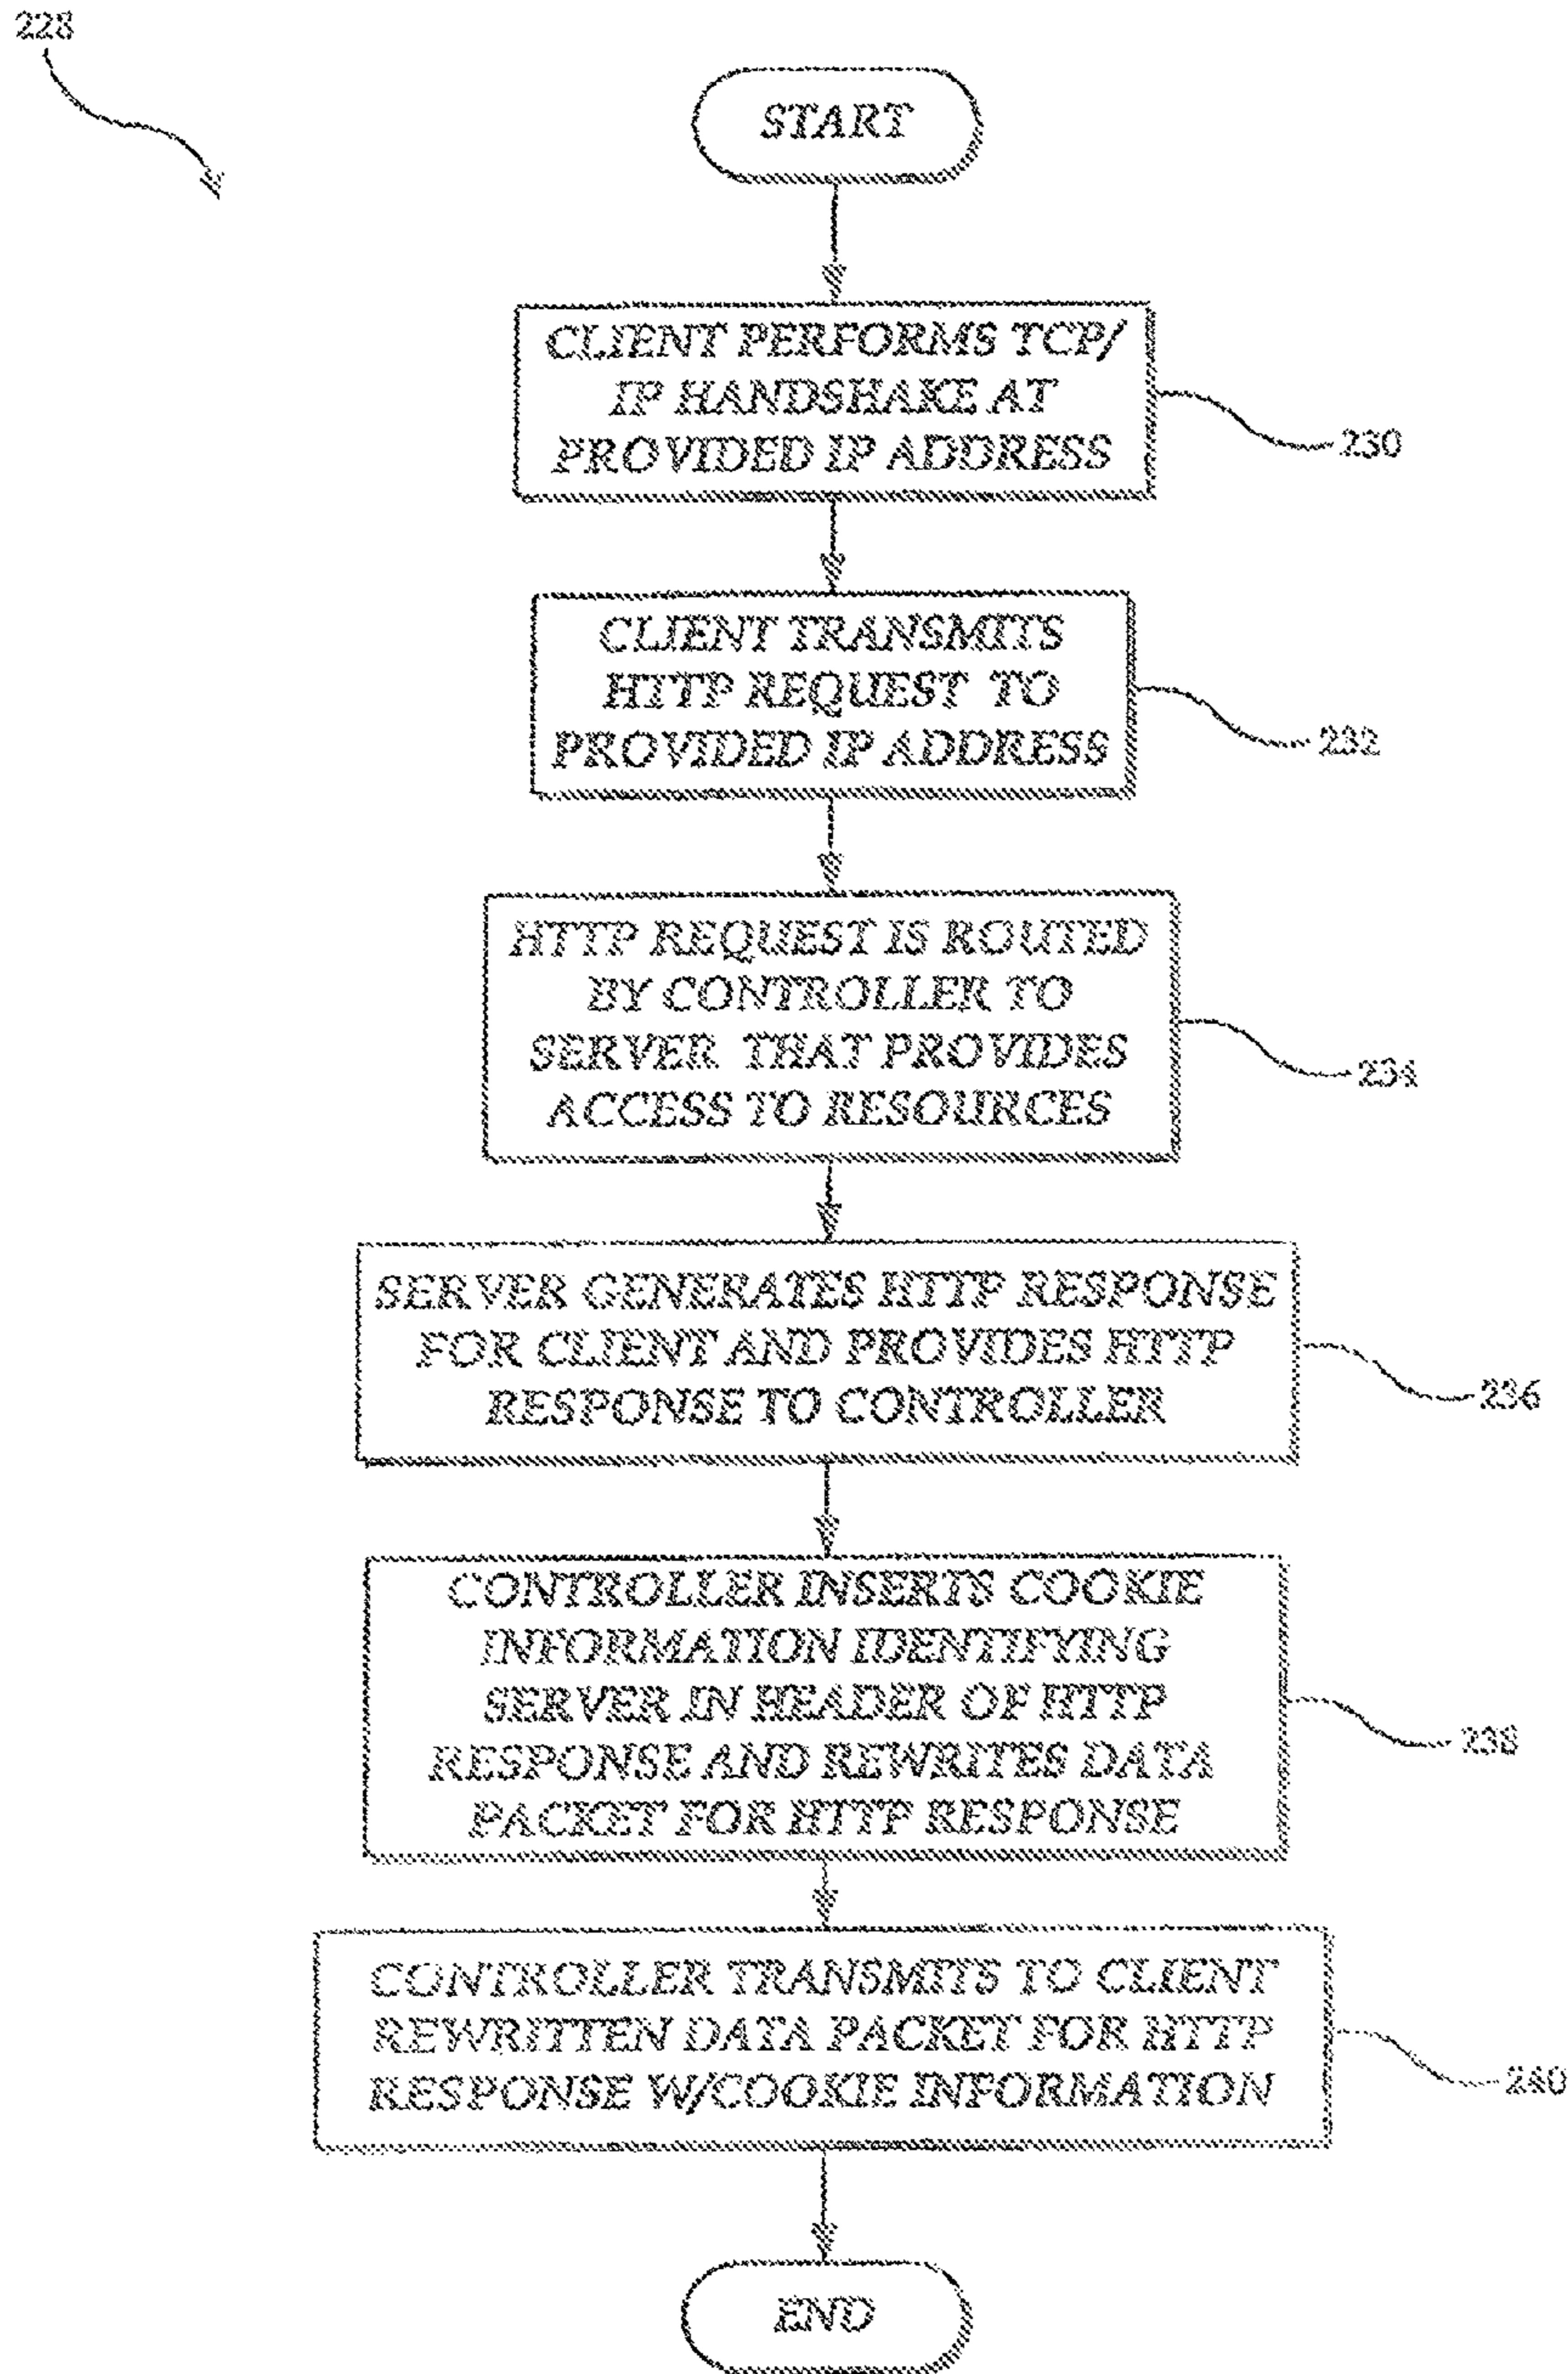 228
START
CLIENT PERFORMS TCP/
IP HANDSHAKE AT
PROVIDED IP ADDRESS
230
CLIENT TRANSMITS
HTTP REQUEST TO
PROVIDED IP ADDRESS
232
HTTP REQUEST IS ROUTED
BY CONTROLLER TO
SERVER THAT PROVIDES
ACCESS TO RESOURCES
234
SERVER GENERATES HTTP RESPONSE
FOR CLIENT AND PROVIDES HTTP
RESPONSE TO CONTROLLER
236
CONTROLLER INSERTS COOKIE
INFORMATION IDENTIFYING
SERVER IN HEADER OF HTTP
RESPONSE AND REWRITES DATA
PACKET FOR HTTP RESPONSE
238
CONTROLLER TRANSMITS TO CLIENT
REWRITTEN DATA PACKET FOR HTTP
RESPONSE W/COOKIE INFORMATION
240
END